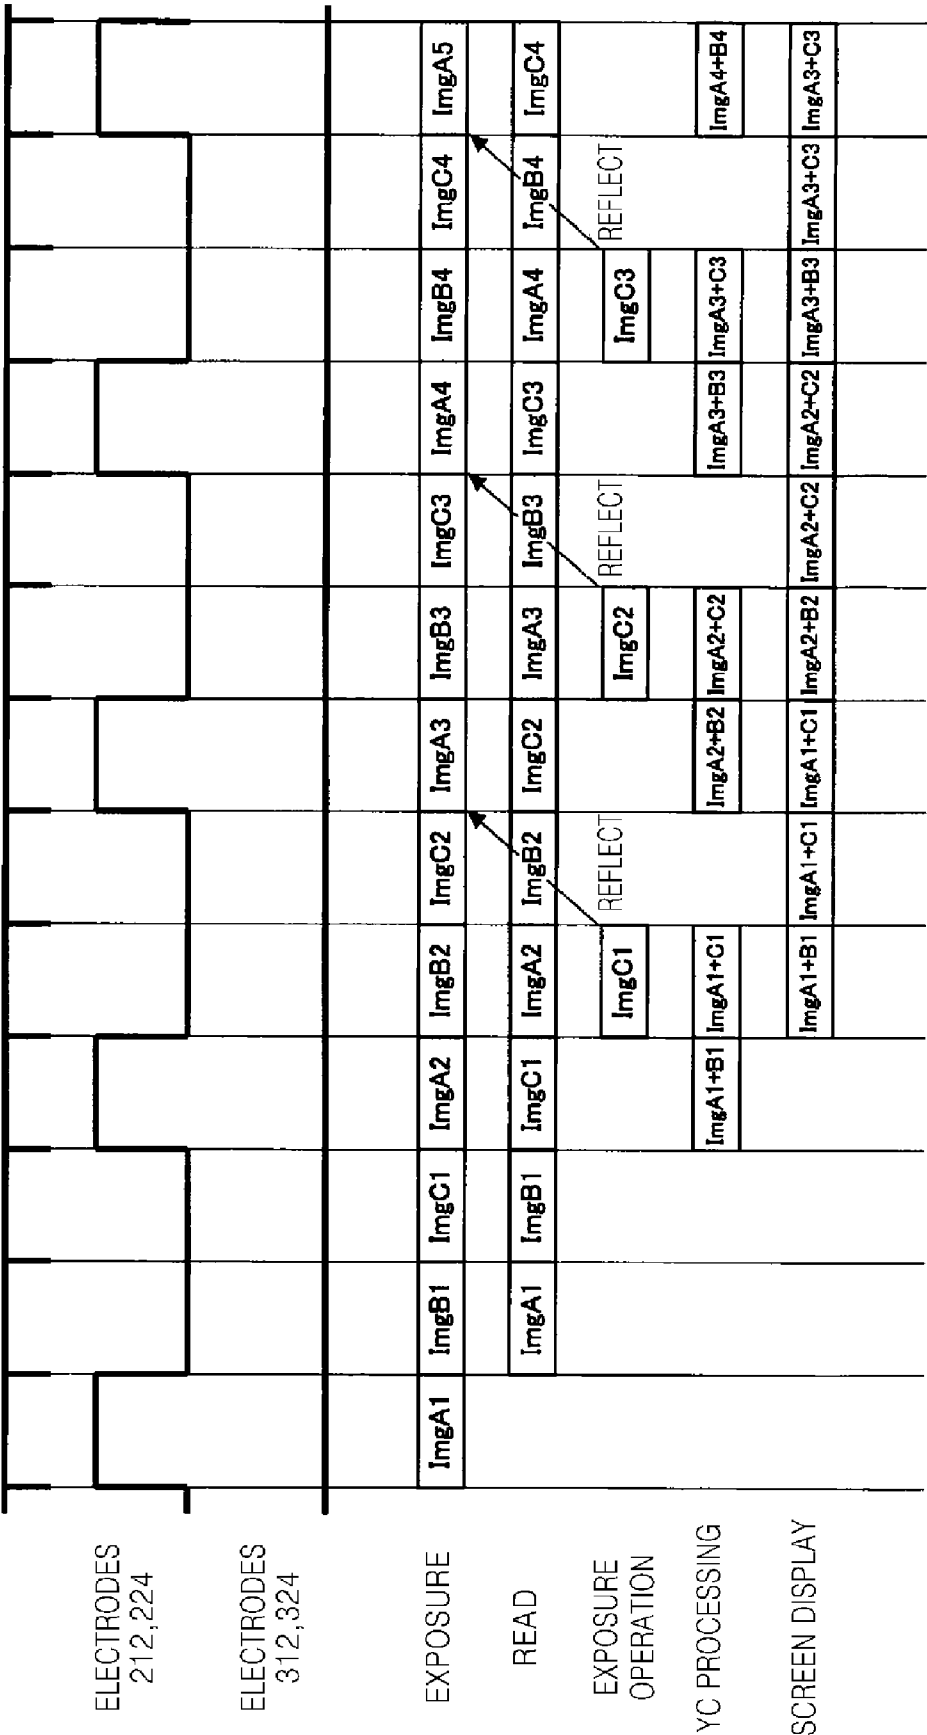 ELECTRODES
212,224
ELECTRODES
312,324
EXPOSURE
ImgA1
ImgB1
ImgC1
ImgA2
ImgB2
ImgC2
ImgA3
ImgB3
ImgC3
ImgA4
ImgB4
ImgC4
ImgA5
READ
ImgA1
ImgB1
ImgC1
ImgA2
ImgB2
ImgC2
ImgA3
ImgB3
ImgC3
ImgA4
ImgB4
ImgC4
EXPOSURE
OPERATION
ImgC1
REFLECT
ImgC2
REFLECT
ImgC3
REFLECT
YC PROCESSING
ImgA1+B1
ImgA1+C1
ImgA2+B2
ImgA2+C2
ImgA3+B3
ImgA3+C3
ImgA4+B4
SCREEN DISPLAY
ImgA1+B1
ImgA1+C1
ImgA1+C1
ImgA2+B2
ImgA2+C2
ImgA2+C2
ImgA3+B3
ImgA3+C3
ImgA3+C3